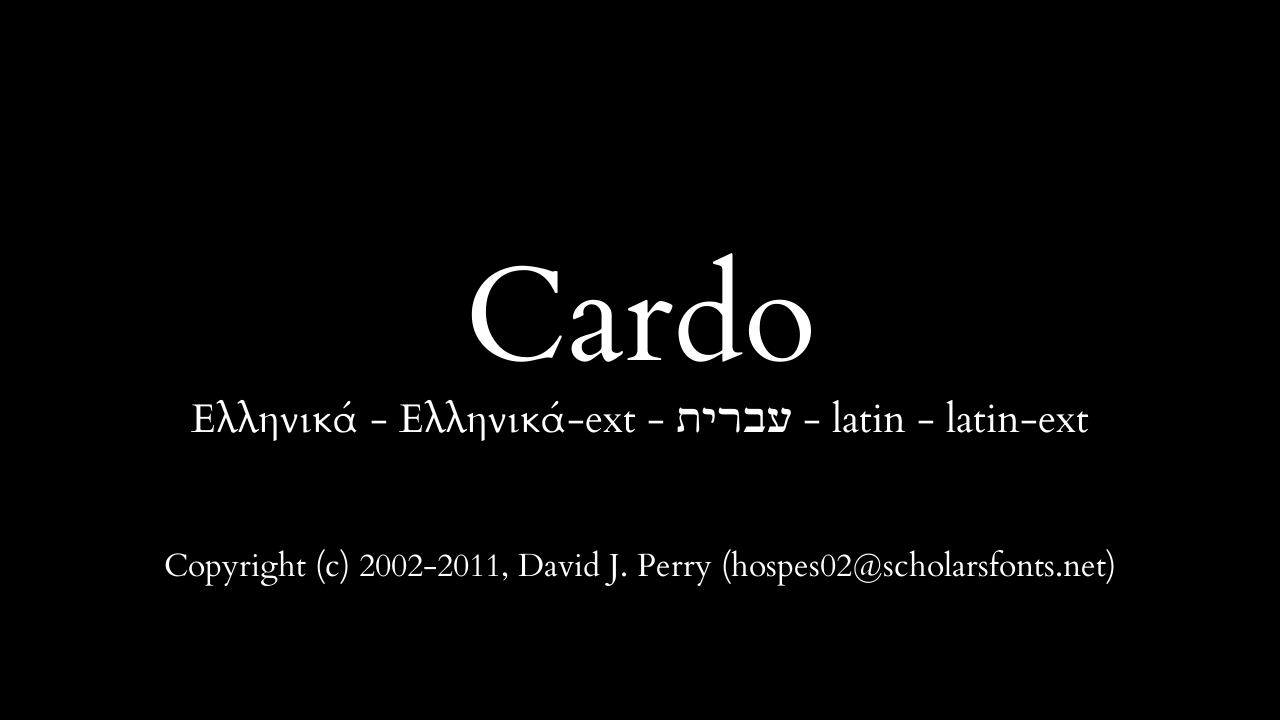 Cardo
Ελληνικά - Ελληνικά-ext - עברית - latin - latin-ext
Copyright (c) 2002-2011, David J. Perry (hospes02@scholarsfonts.net)